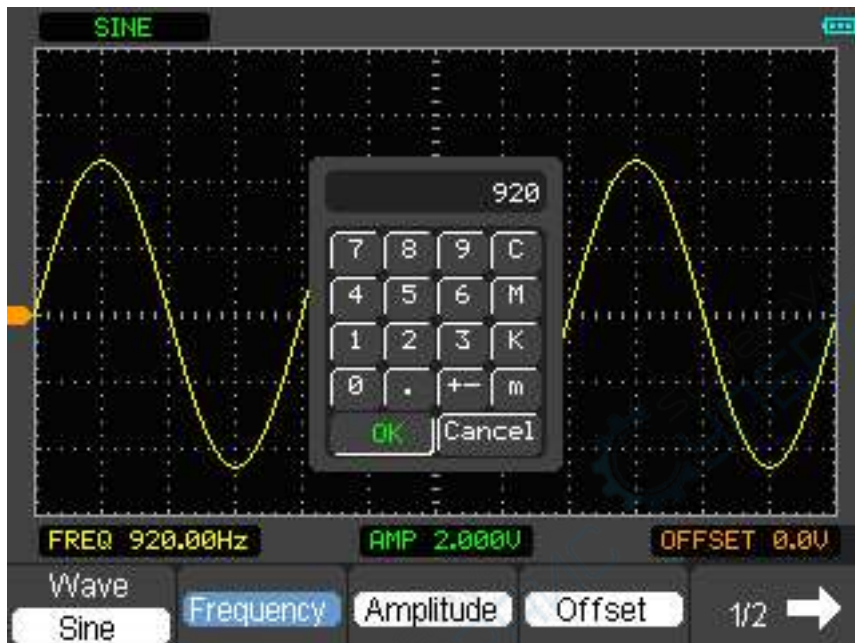 SINE
920
7 8 9 C
4 5 6 M
1 2 3 K
0 . +- m
OK Cancel
FREQ 920.00Hz AMP 2.000V OFFSET 0.0V
Wave
Sine Frequency Amplitude Offset 1/2